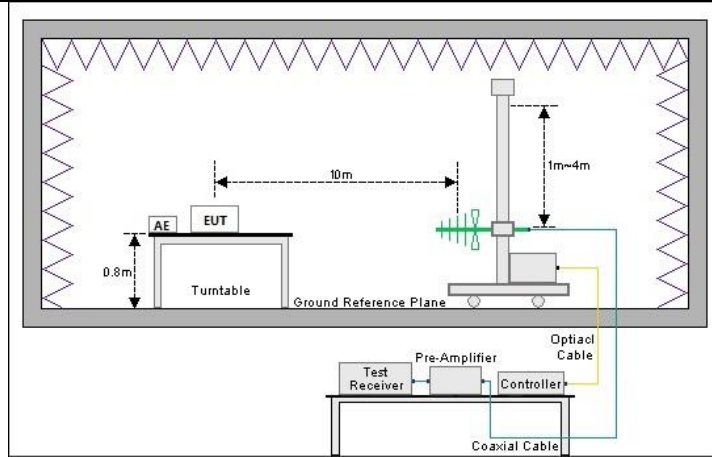 10m
1m~4m
AE
EUT
0.8m
Turntable
Ground Reference Plane
Optiacl
Cable
Pre-Amplifier
Test
Receiver
Controller
Coaxial Cable